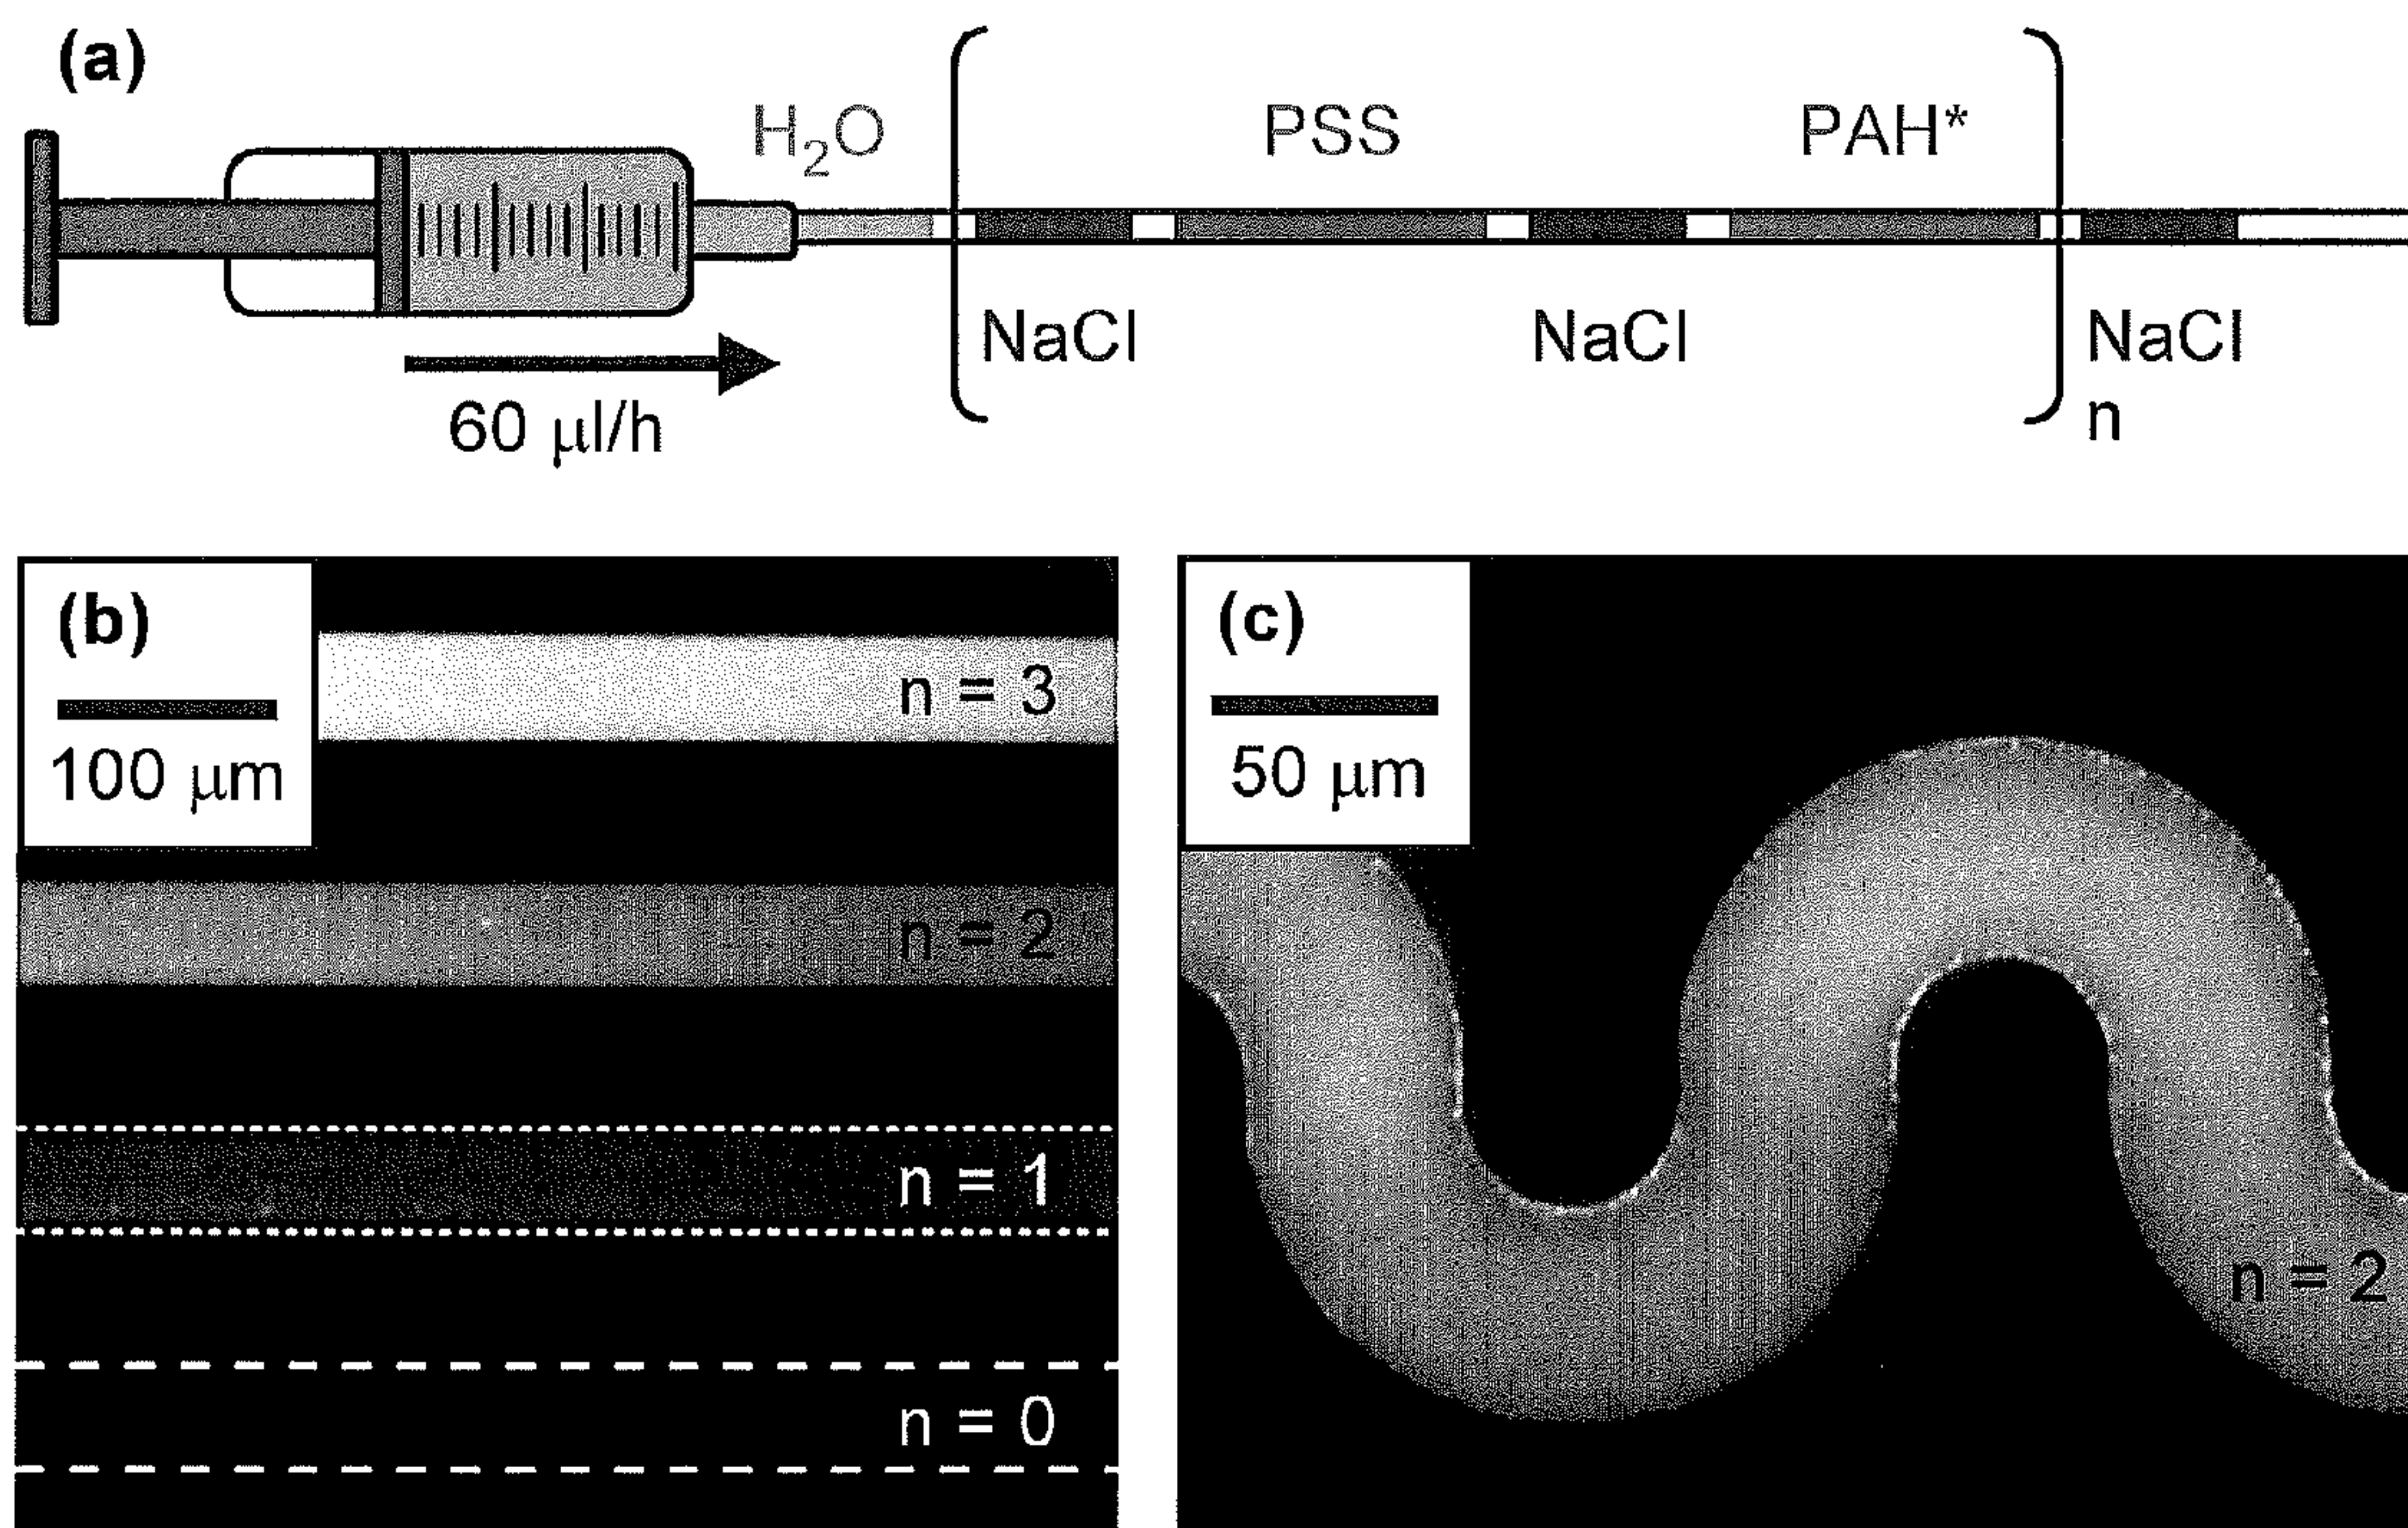 (a)
H₂O
PSS
PAH*
NaCl
NaCl
NaCl
n
60 µl/h
(b)
100 µm
n = 3
n = 2
n = 1
n = 0
(c)
50 µm
n = 2